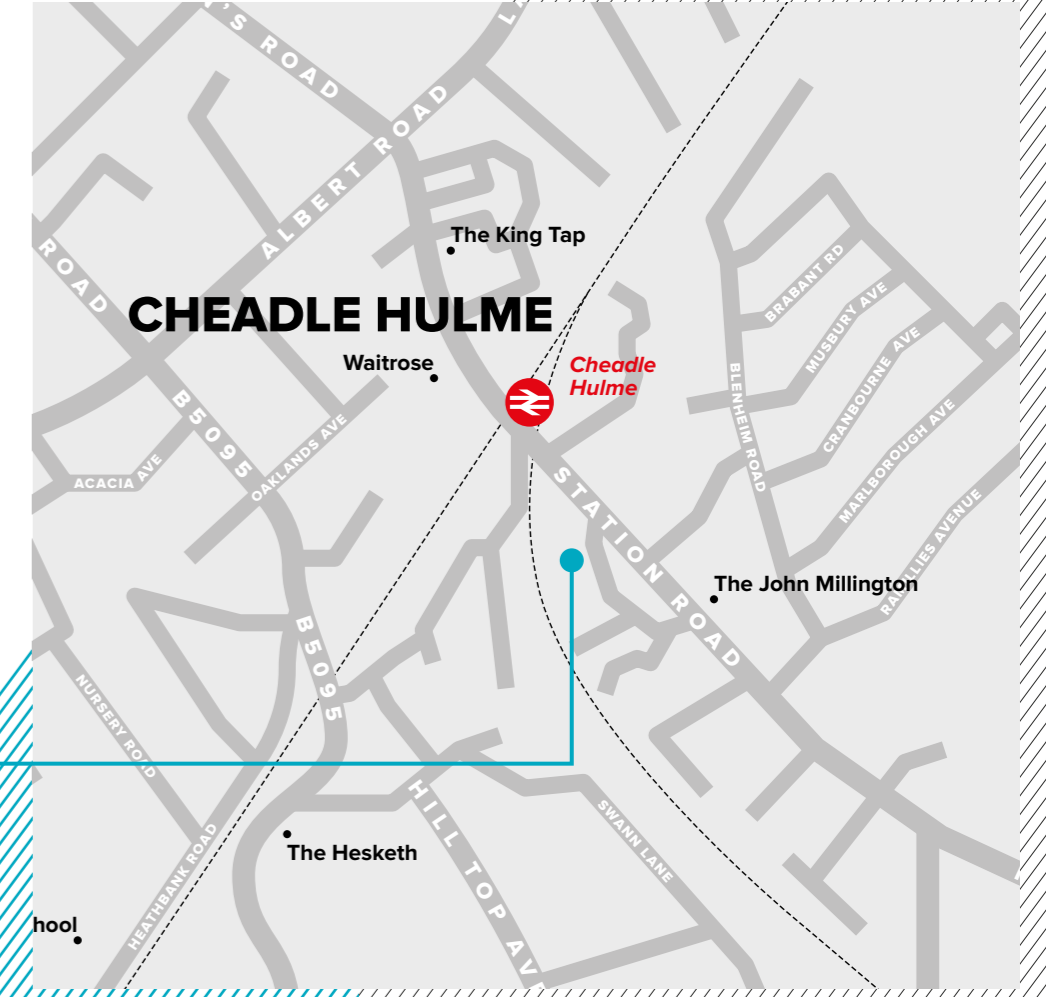 'S ROAD
ALBERT ROAD
ROAD
The King Tap
CHEADLE HULME
Waitrose
Cheadle
Hulme
BRABANT RD
MUSBURY AVE
CRANBOURNE AVE
BLENHEIM ROAD
MARLBOROUGH AVE
RAMILLIES AVENUE
B5095
OAKLANDS AVE
ACACIA AVE
STATION ROAD
The John Millington
B5095
NURSERY ROAD
HILL TOP AV
SWANN LANE
The Hesketh
HEATHBANK ROAD
hool